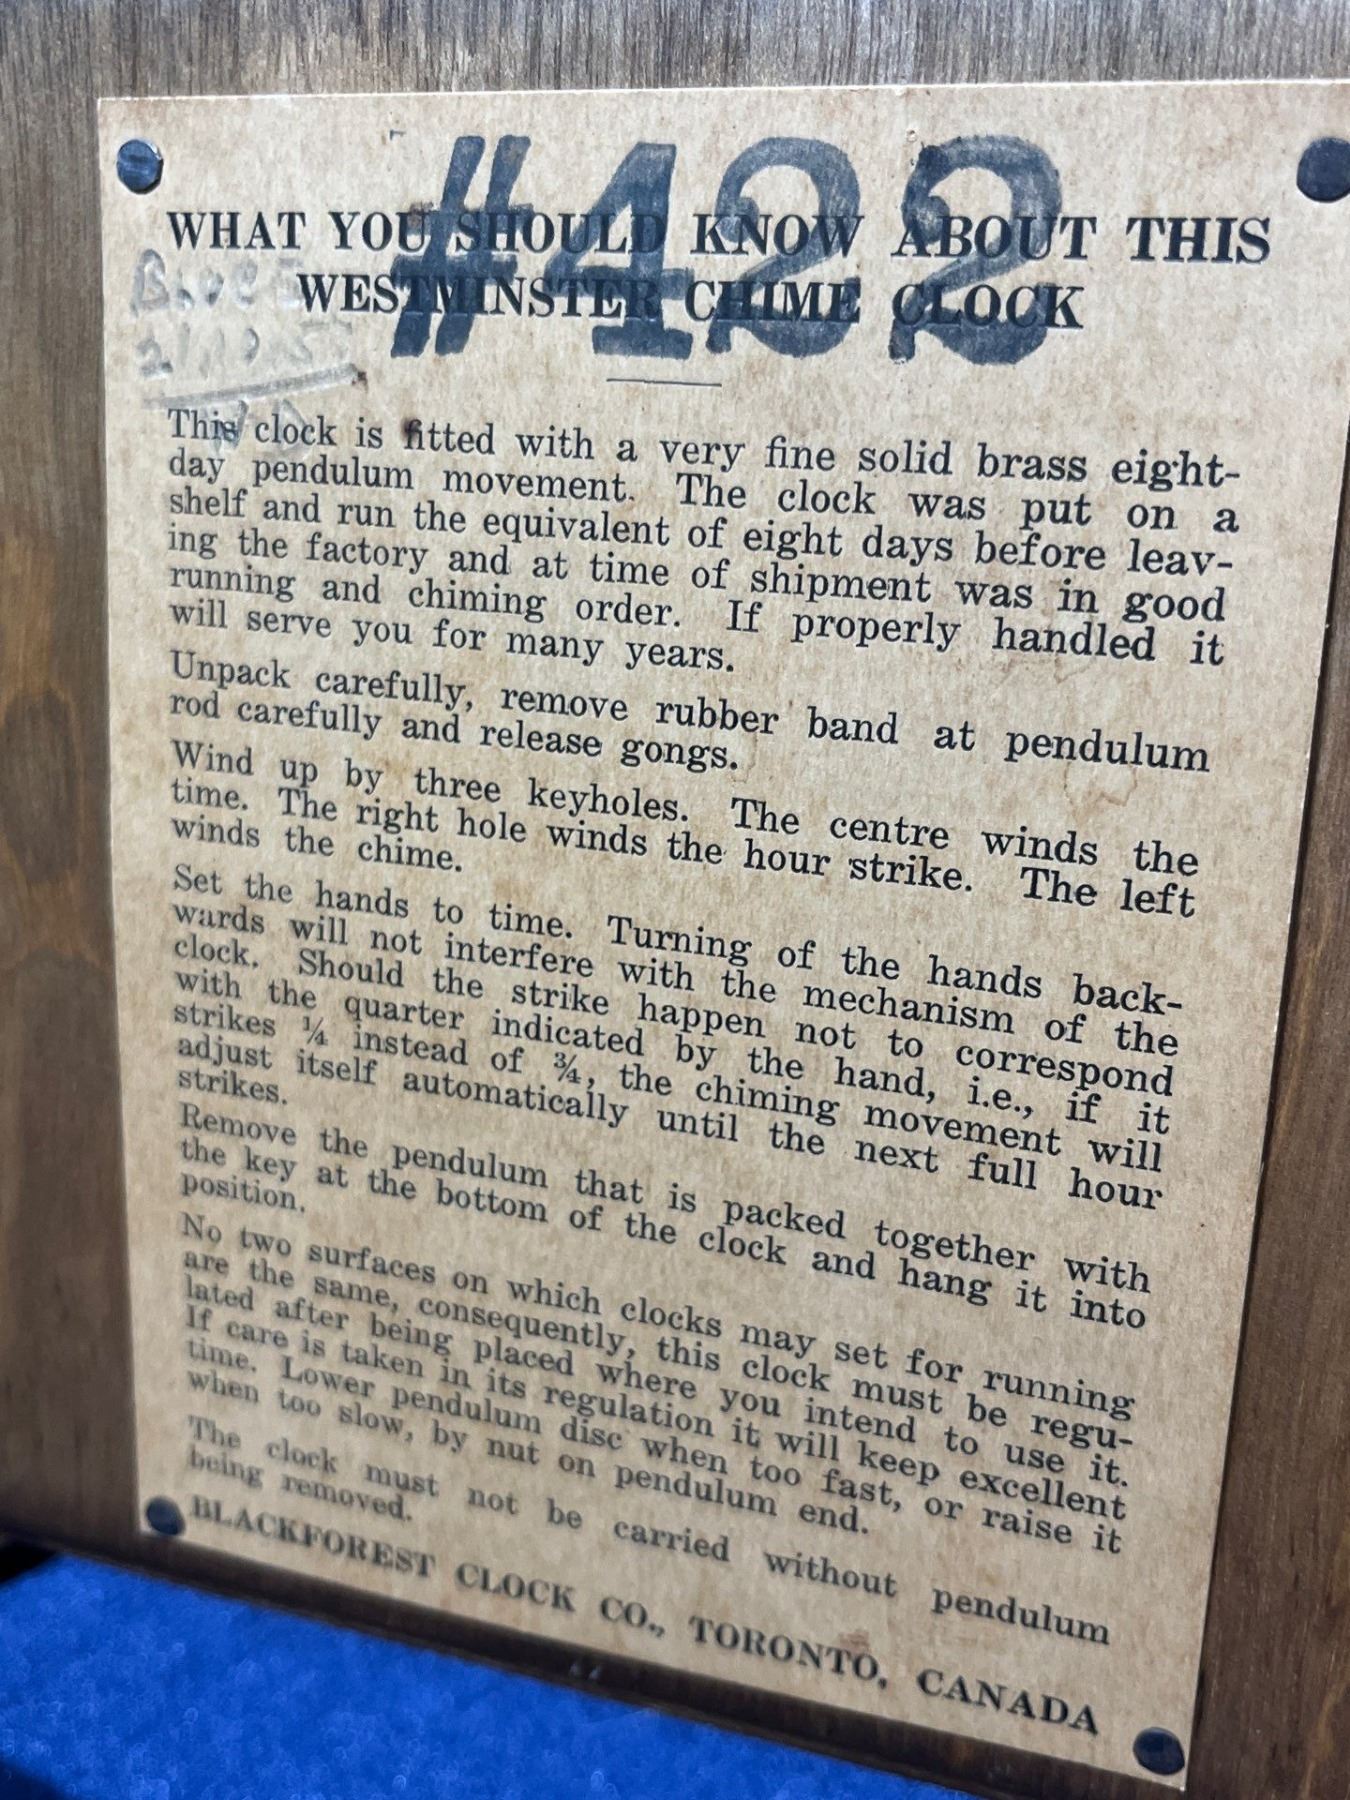 #422
WHAT YOU SHOULD KNOW ABOUT THIS
WESTMINSTER CHIME CLOCK
This clock is fitted with a very fine solid brass eight-
day pendulum movement. The clock was put on a
shelf and run the equivalent of eight days before leav-
ing the factory and at time of shipment was in good
running and chiming order. If properly handled it
will serve you for many years.
Unpack carefully, remove rubber band at pendulum
rod carefully and release gongs.
Wind up by three keyholes. The centre winds the
time. The right hole winds the hour strike. The left
winds the chime.
Set the hands to time. Turning of the hands back-
wards will not interfere with the mechanism of the
clock. Should the strike happen not to correspond
with the quarter indicated by the hand, i.e., if it
strikes ¼ instead of ¾, the chiming movement will
adjust itself automatically until the next full hour
strikes.
Remove the pendulum that is packed together with
the key at the bottom of the clock and hang it into
position.
No two surfaces on which clocks may set for running
are the same, consequently, this clock must be regu-
lated after being placed where you intend to use it.
If care is taken in its regulation it will keep excellent
time. Lower pendulum disc when too fast, or raise it
when too slow, by nut on pendulum end.
The clock must not be carried without pendulum
being removed.
BLACKFOREST CLOCK CO., TORONTO, CANADA